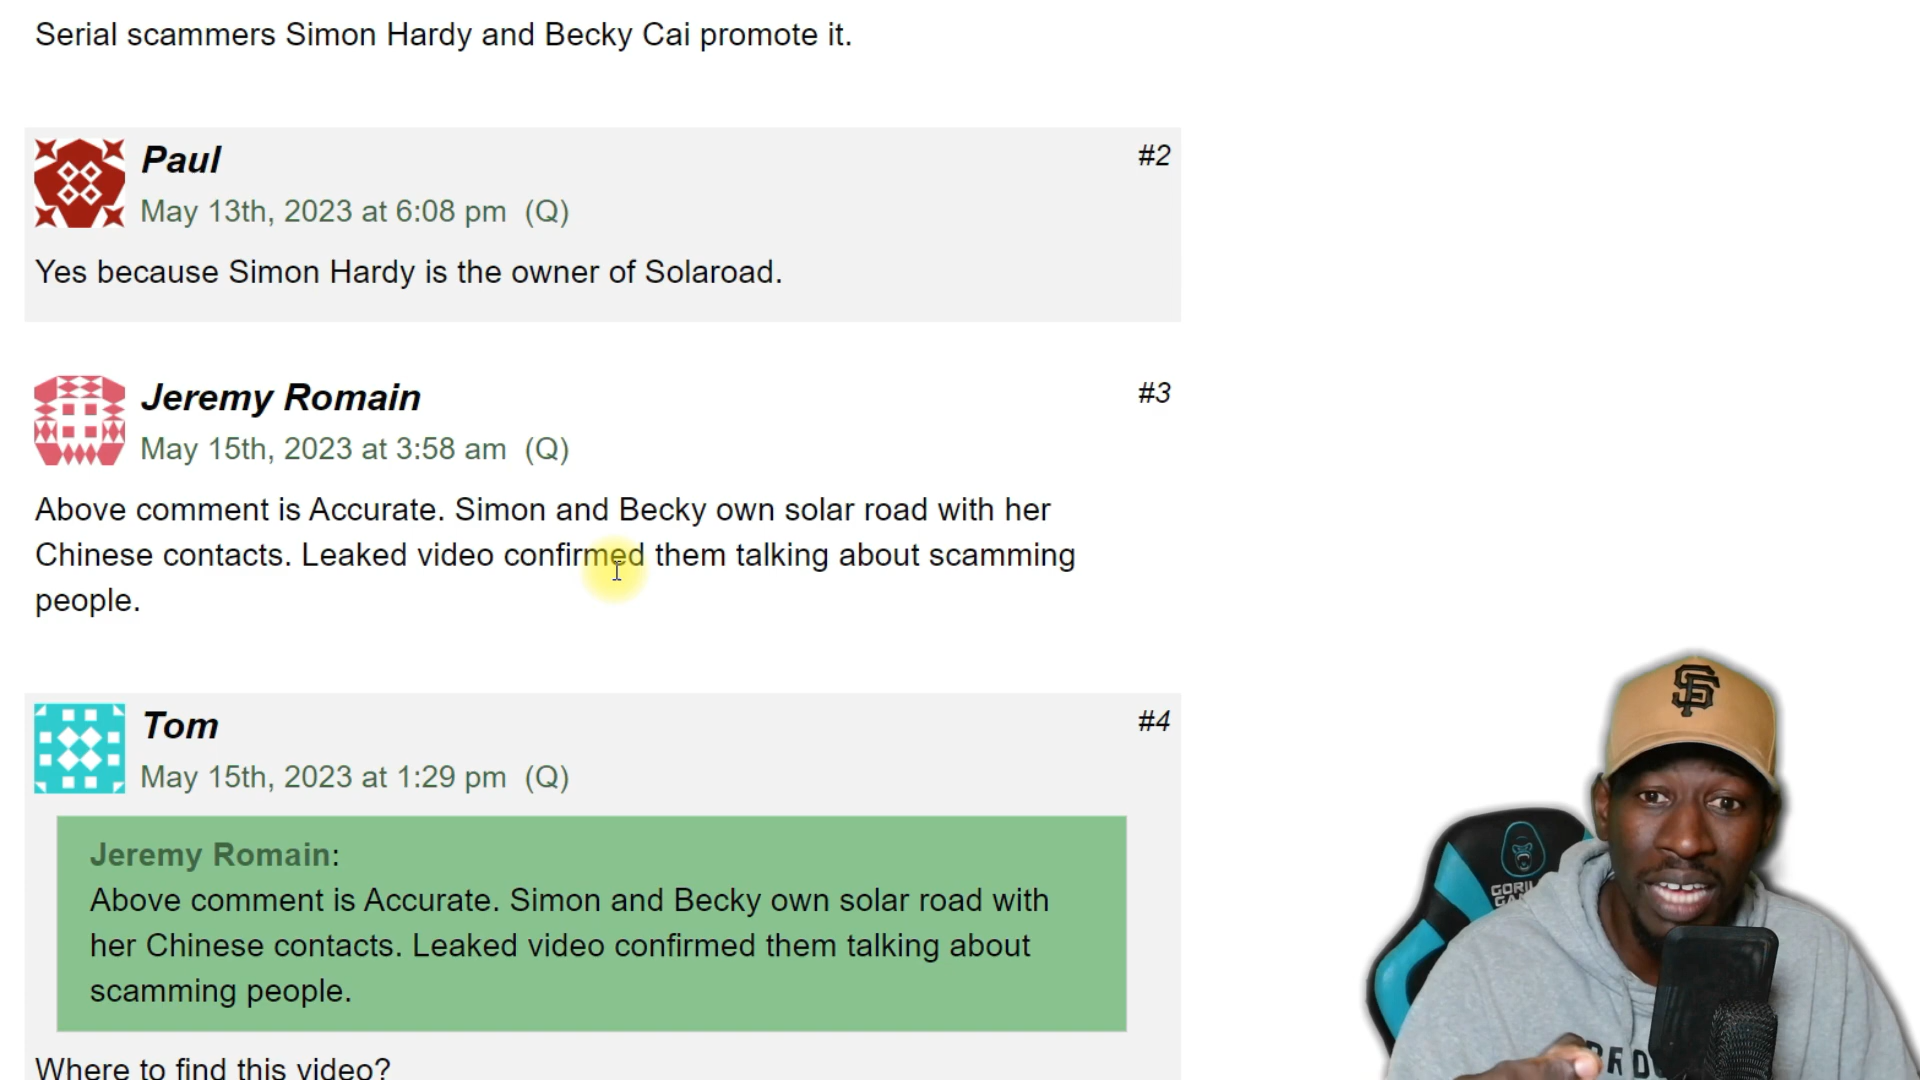 Serial scammers Simon Hardy and Becky Cai promote it.
Paul
#2
May 13th, 2023 at 6:08 pm (Q)
Yes because Simon Hardy is the owner of Solaroad.
Jeremy Romain
#3
May 15th, 2023 at 3:58 am (Q)
Above comment is Accurate. Simon and Becky own solar road with her
Chinese contacts. Leaked video confirmed them talking about scamming
people.
Tom
#4
May 15th, 2023 at 1:29 pm (Q)
Jeremy Romain:
Above comment is Accurate. Simon and Becky own solar road with
her Chinese contacts. Leaked video confirmed them talking about
scamming people.
Where to find this video?
SF